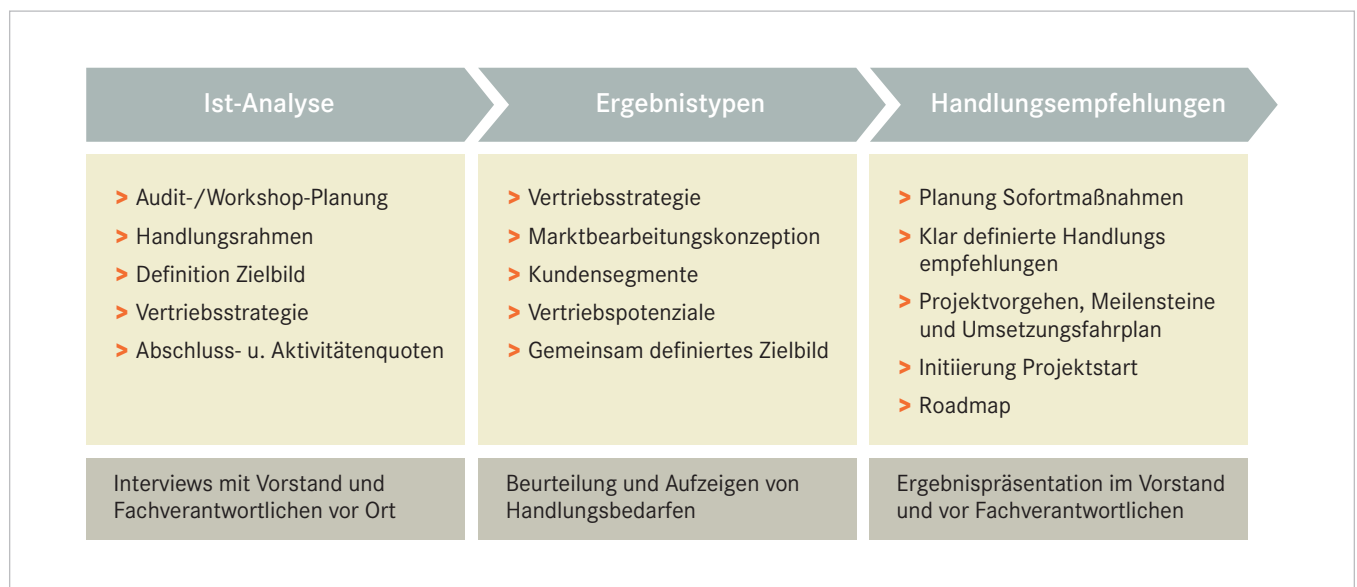 Ist-Analyse
> Audit-/Workshop-Planung
> Handlungsrahmen
> Definition Zielbild
> Vertriebsstrategie
> Abschluss- u. Aktivitätenquoten
Interviews mit Vorstand und
Fachverantwortlichen vor Ort
Ergebnistypen
> Vertriebsstrategie
> Marktbearbeitungskonzeption
> Kundensegmente
> Vertriebspotenziale
> Gemeinsam definiertes Zielbild
Beurteilung und Aufzeigen von
Handlungsbedarfen
Handlungsempfehlungen
> Planung Sofortmaßnahmen
> Klar definierte Handlungs
empfehlungen
> Projektvorgehen, Meilensteine
und Umsetzungsfahrplan
> Initiierung Projektstart
> Roadmap
Ergebnispräsentation im Vorstand
und vor Fachverantwortlichen